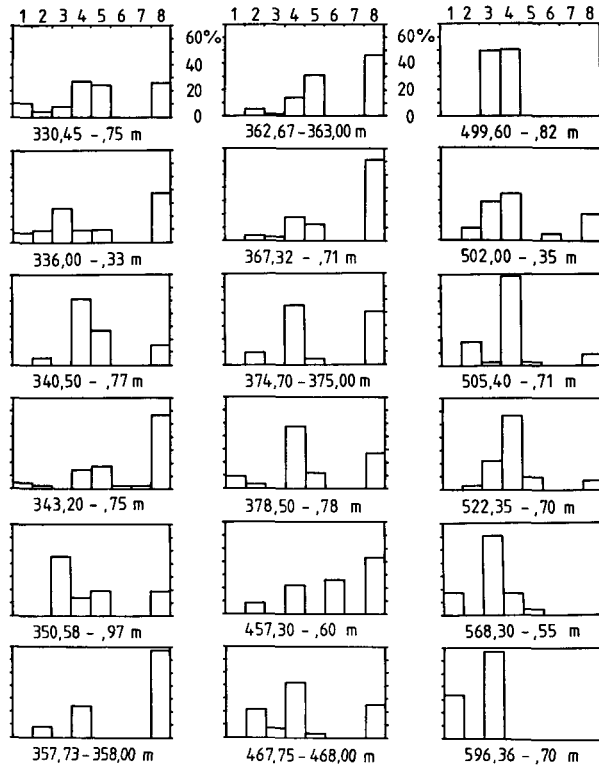 1 2 3 4 5 6 7 8 1 2 3 4 5 6 7 8 1 2 3 4 5 6 7 8
60% 60%
40 40
20 20
0 0
330,45 - ,75 m 362,67 - 363,00 m 499,60 - ,82 m
336,00 - ,33 m 367,32 - ,71 m 502,00 - ,35 m
340,50 - ,77 m 374,70 - 375,00 m 505,40 - ,71 m
343,20 - ,75 m 378,50 - ,78 m 522,35 - ,70 m
350,58 - ,97 m 457,30 - ,60 m 568,30 - ,55 m
357,73 - 358,00 m 467,75 - 468,00 m 596,36 - ,70 m